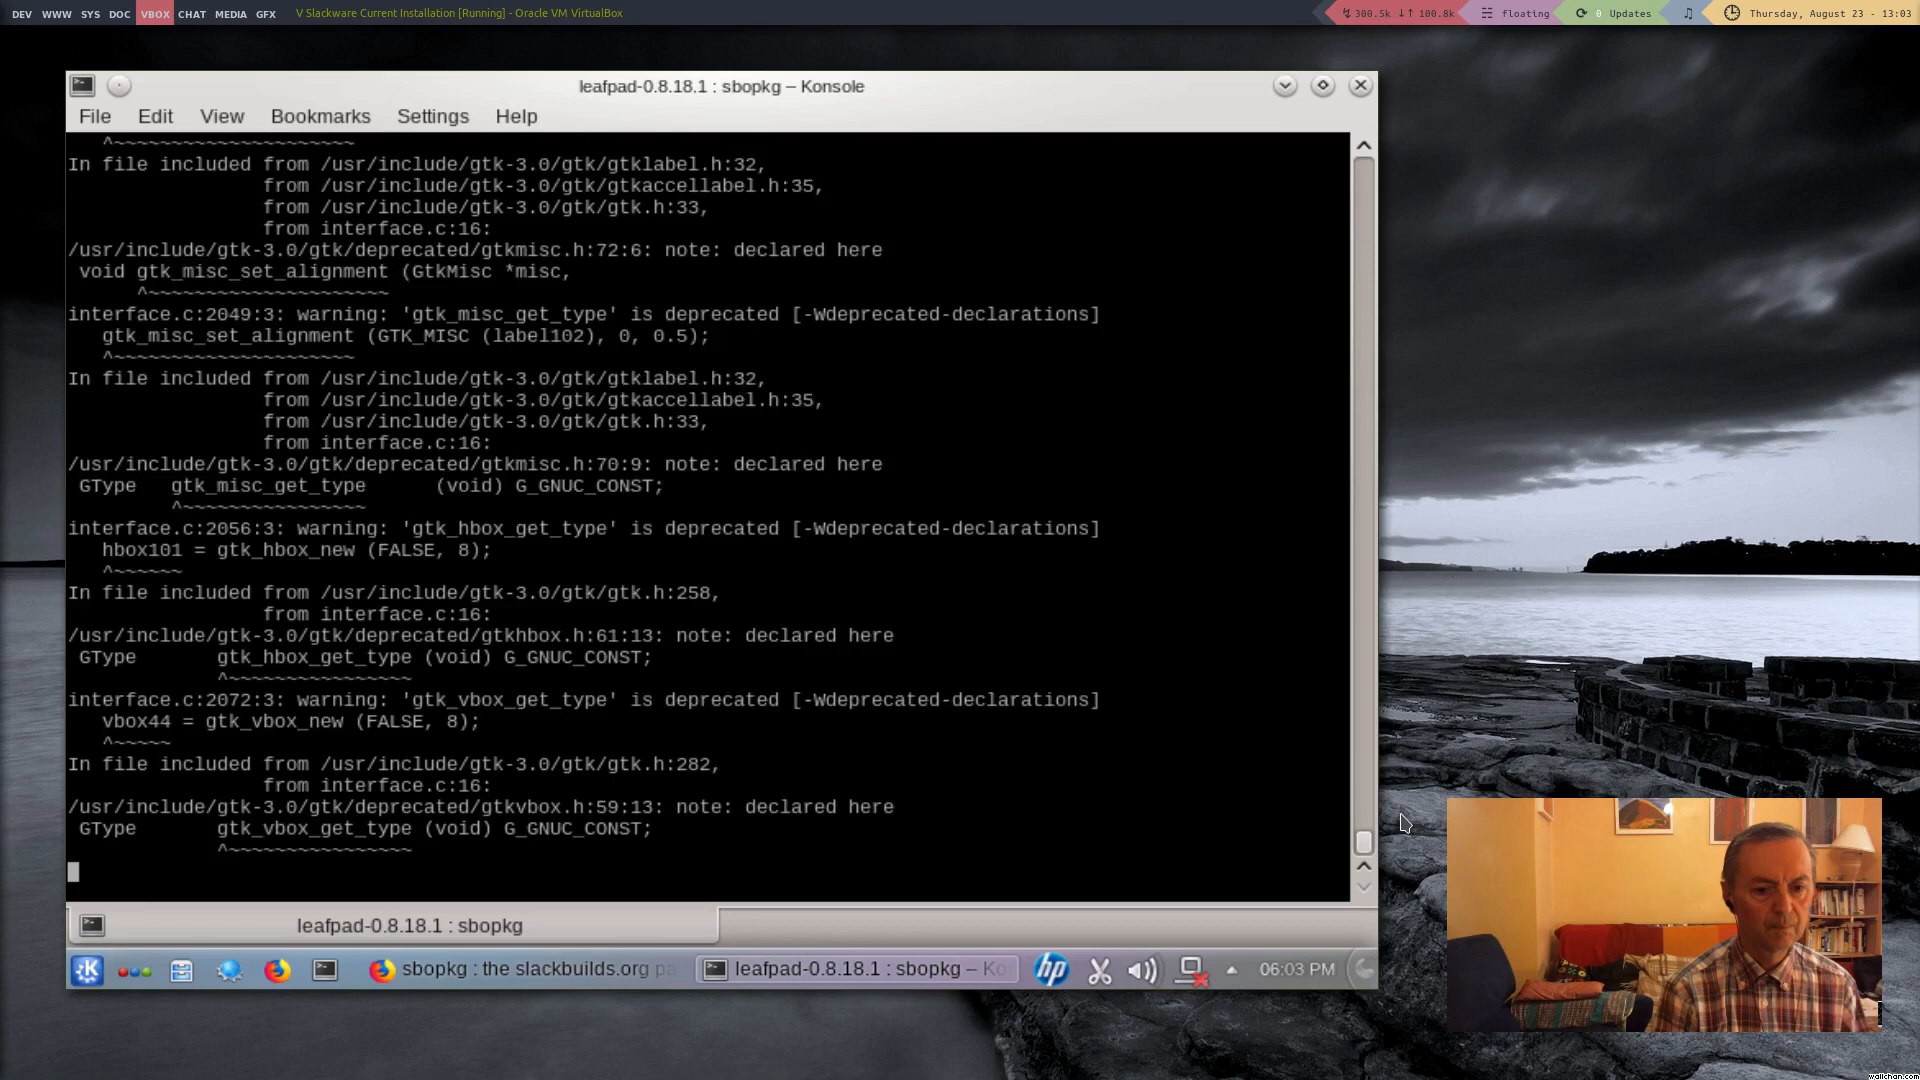 DEV WWW SYS DOC VBOX CHAT MEDIA GFX V Slackware Current Installation [Running] - Oracle VM VirtualBox 300.5k ↓↑ 100.8k floating 0 Updates Thursday, August 23 - 13:03
leafpad-0.8.18.1 : sbopkg – Konsole
File Edit View Bookmarks Settings Help
   ^~~~~~~~~~~~~~~~~~~~~~
In file included from /usr/include/gtk-3.0/gtk/gtklabel.h:32,
                 from /usr/include/gtk-3.0/gtk/gtkaccellabel.h:35,
                 from /usr/include/gtk-3.0/gtk/gtk.h:33,
                 from interface.c:16:
/usr/include/gtk-3.0/gtk/deprecated/gtkmisc.h:72:6: note: declared here
 void gtk_misc_set_alignment (GtkMisc *misc,
      ^~~~~~~~~~~~~~~~~~~~~~
interface.c:2049:3: warning: 'gtk_misc_get_type' is deprecated [-Wdeprecated-declarations]
   gtk_misc_set_alignment (GTK_MISC (label102), 0, 0.5);
   ^~~~~~~~~~~~~~~~~~~~~~
In file included from /usr/include/gtk-3.0/gtk/gtklabel.h:32,
                 from /usr/include/gtk-3.0/gtk/gtkaccellabel.h:35,
                 from /usr/include/gtk-3.0/gtk/gtk.h:33,
                 from interface.c:16:
/usr/include/gtk-3.0/gtk/deprecated/gtkmisc.h:70:9: note: declared here
 GType   gtk_misc_get_type      (void) G_GNUC_CONST;
         ^~~~~~~~~~~~~~~~~
interface.c:2056:3: warning: 'gtk_hbox_get_type' is deprecated [-Wdeprecated-declarations]
   hbox101 = gtk_hbox_new (FALSE, 8);
   ^~~~~~~
In file included from /usr/include/gtk-3.0/gtk/gtk.h:258,
                 from interface.c:16:
/usr/include/gtk-3.0/gtk/deprecated/gtkhbox.h:61:13: note: declared here
 GType       gtk_hbox_get_type (void) G_GNUC_CONST;
             ^~~~~~~~~~~~~~~~~
interface.c:2072:3: warning: 'gtk_vbox_get_type' is deprecated [-Wdeprecated-declarations]
   vbox44 = gtk_vbox_new (FALSE, 8);
   ^~~~~~
In file included from /usr/include/gtk-3.0/gtk/gtk.h:282,
                 from interface.c:16:
/usr/include/gtk-3.0/gtk/deprecated/gtkvbox.h:59:13: note: declared here
 GType       gtk_vbox_get_type (void) G_GNUC_CONST;
             ^~~~~~~~~~~~~~~~~
leafpad-0.8.18.1 : sbopkg
sbopkg : the slackbuilds.org pa leafpad-0.8.18.1 : sbopkg – Ko hp 06:03 PM
wallchan.com